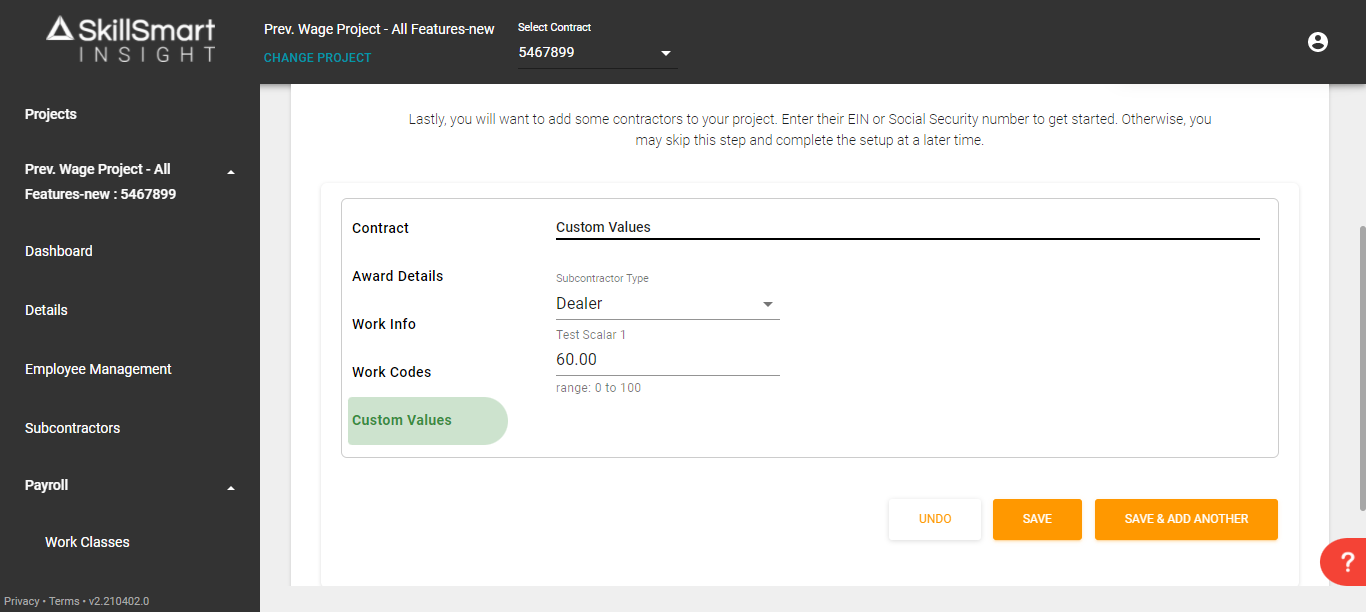 SkillSmart
INSIGHT
Prev. Wage Project - All Features-new
CHANGE PROJECT
Select Contract
5467899
Projects
Prev. Wage Project - All
Features-new : 5467899
Dashboard
Details
Employee Management
Subcontractors
Payroll
Work Classes
Privacy • Terms • v2.210402.0
Lastly, you will want to add some contractors to your project. Enter their EIN or Social Security number to get started. Otherwise, you
may skip this step and complete the setup at a later time.
Contract
Award Details
Work Info
Work Codes
Custom Values
Custom Values
Subcontractor Type
Dealer
Test Scalar 1
60.00
range: 0 to 100
UNDO
SAVE
SAVE & ADD ANOTHER
?